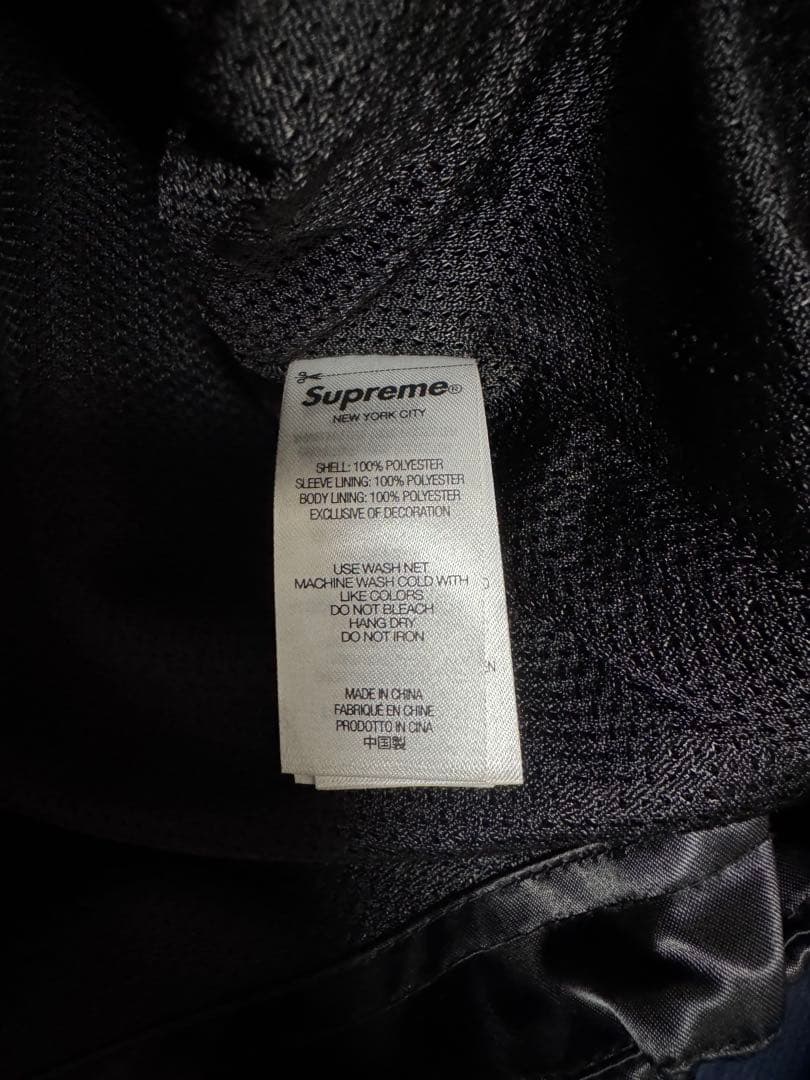 Supreme®
NEW YORK CITY
SHELL: 100% POLYESTER
SLEEVE LINING: 100% POLYESTER
BODY LINING: 100% POLYESTER
EXCLUSIVE OF DECORATION
USE WASH NET
MACHINE WASH COLD WITH
LIKE COLORS
DO NOT BLEACH
HANG DRY
DO NOT IRON
MADE IN CHINA
FABRIQUÉ EN CHINE
PRODOTTO IN CINA
中国製